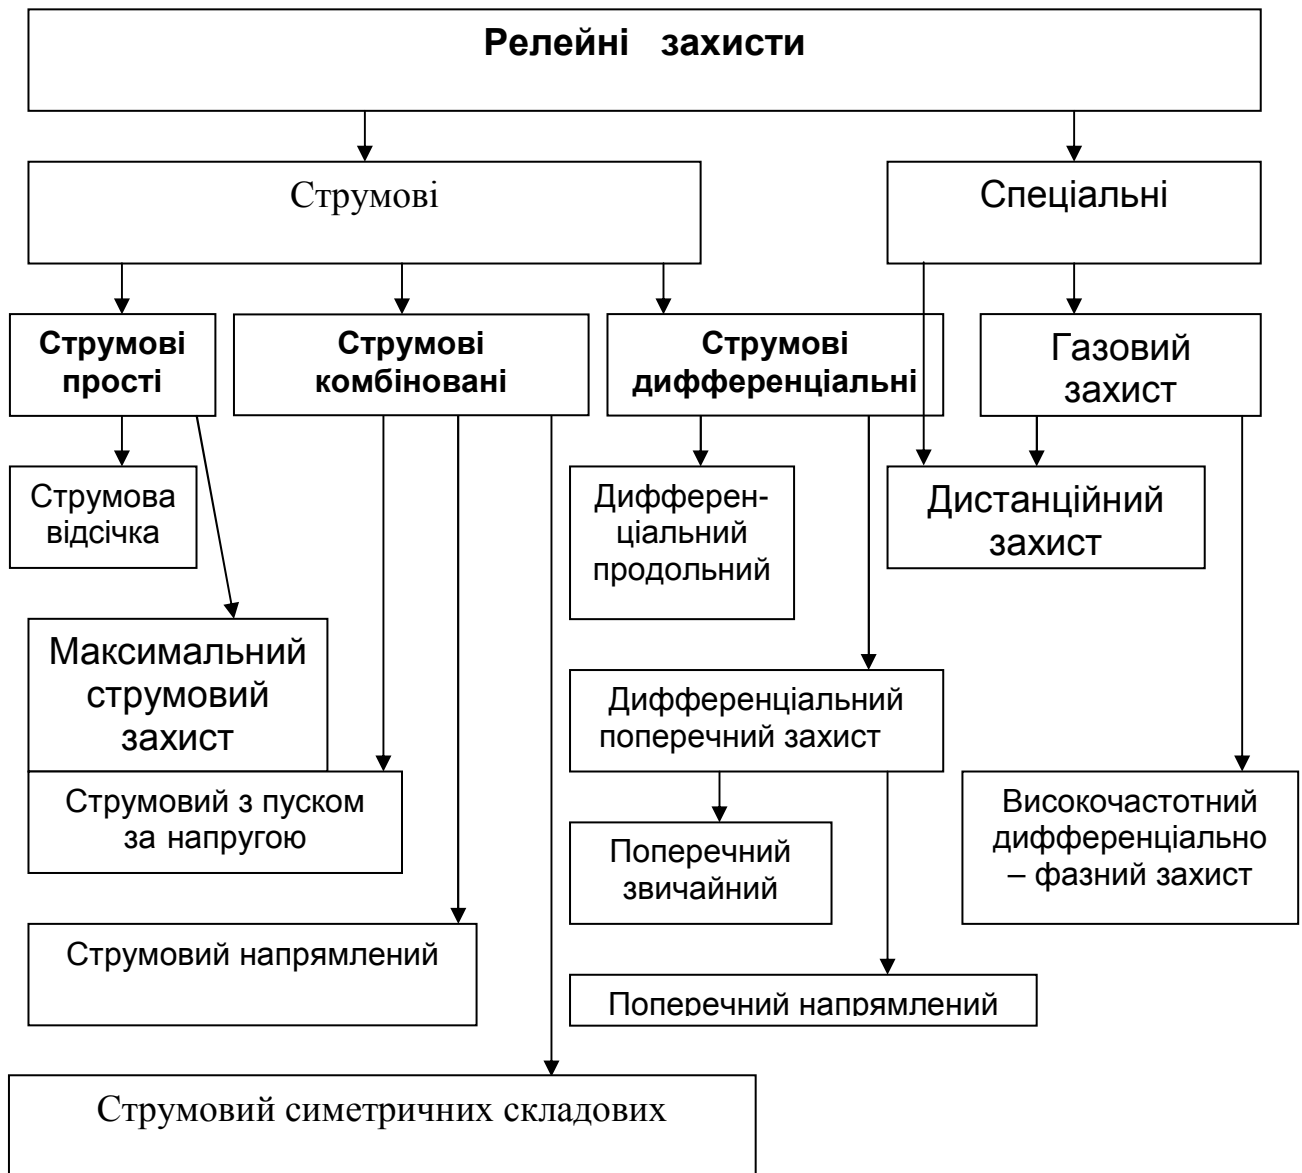 Релейні захисти
Струмові
Спеціальні
Струмові
прості
Струмові
комбіновані
Струмові
дифференціальні
Газовий
захист
Струмова
відсічка
Дифферен-
ціальний
продольний
Дистанційний
захист
Максимальний
струмовий
захист
Дифференціальний
поперечний захист
Струмовий з пуском
за напругою
Поперечний
звичайний
Високочастотний
дифференціально
– фазний захист
Струмовий напрямлений
Поперечний напрямлений
Струмовий симетричних складових